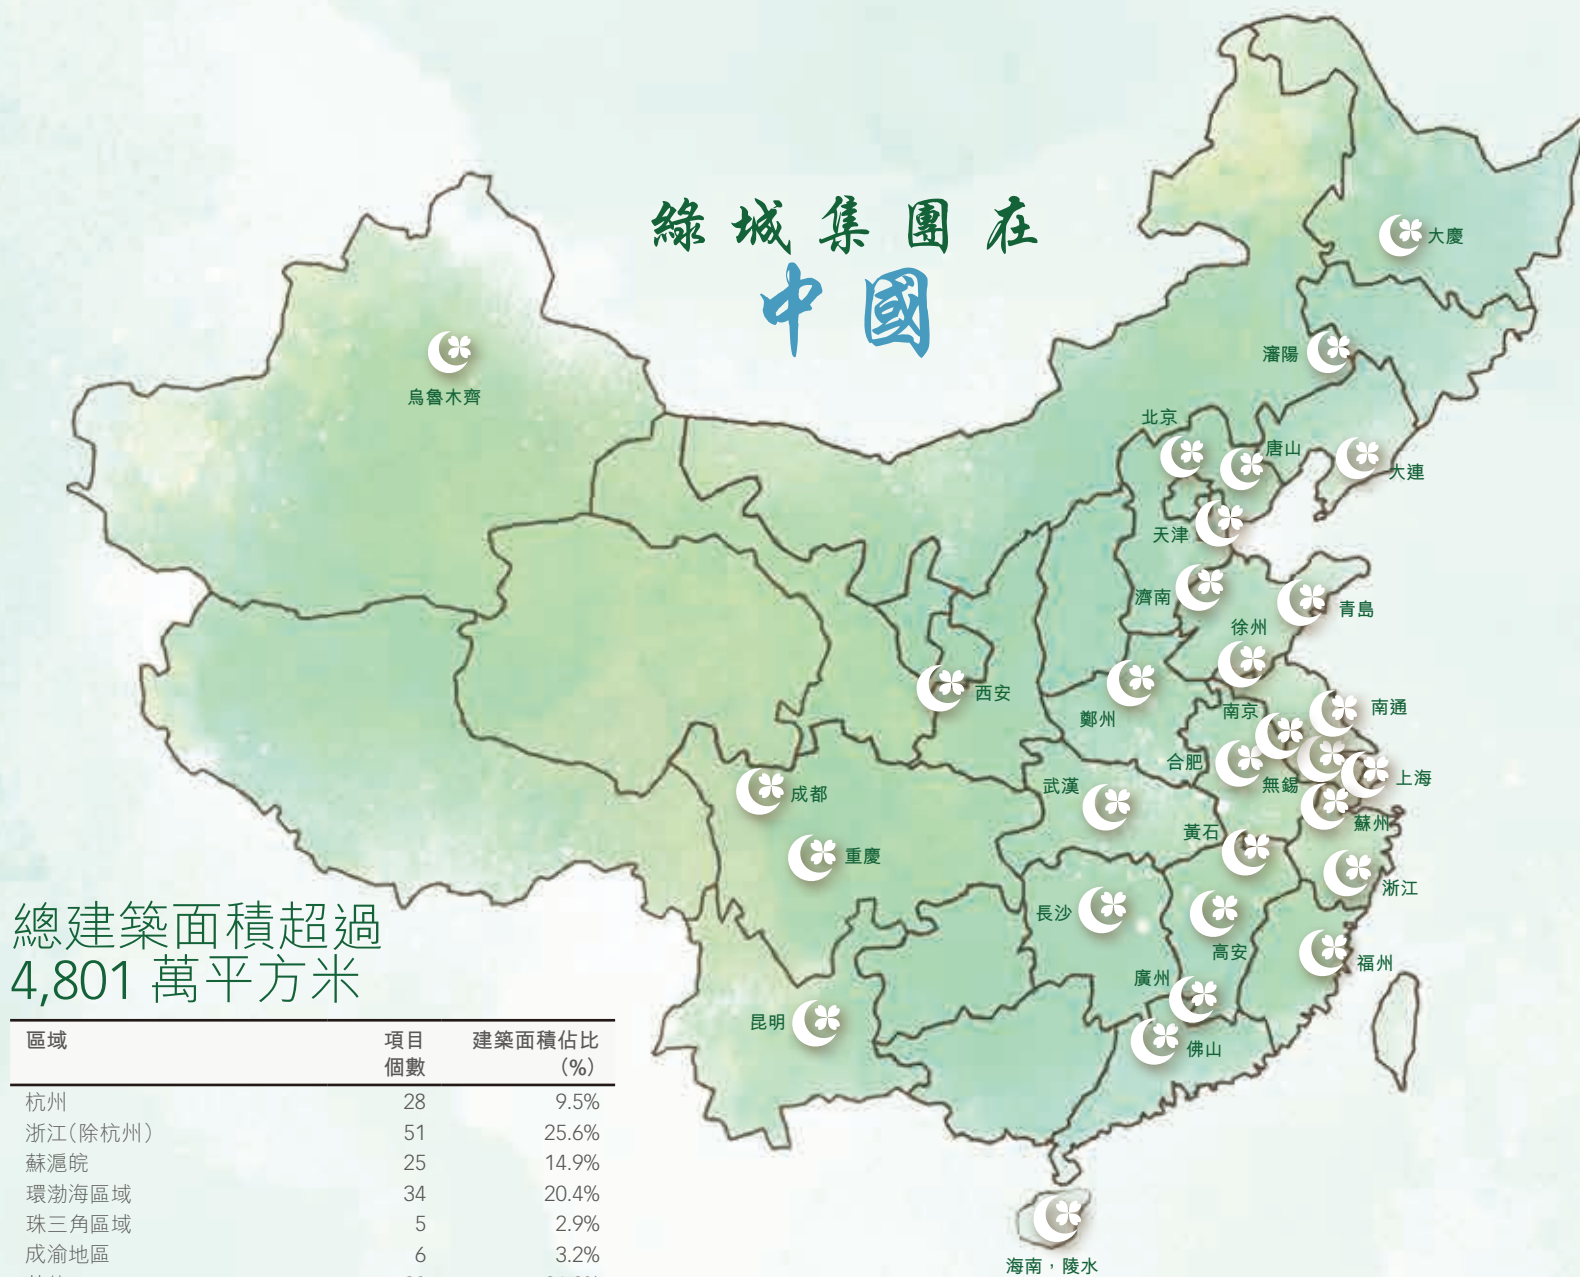 綠城集團在
中國
大慶
瀋陽
烏魯木齊
北京
唐山
大連
天津
濟南
青島
徐州
西安
鄭州
南京
南通
合肥
無錫
上海
武漢
成都
蘇州
黃石
重慶
淅江
長沙
高安
福州
廣州
昆明
佛山
海南，陵水
總建築面積超過
4,801 萬平方米
區域 項目個數 建築面積佔比（%）
杭州 28 9.5%
浙江（除杭州） 51 25.6%
蘇滬皖 25 14.9%
環渤海區域 34 20.4%
珠三角區域 5 2.9%
成渝地區 6 3.2%